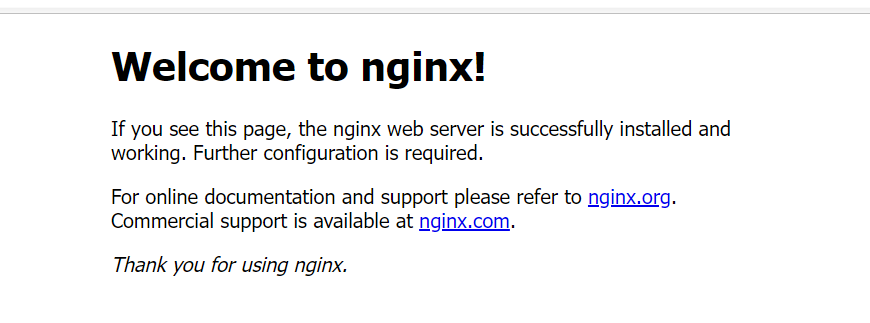 Welcome to nginx!
If you see this page, the nginx web server is successfully installed and
working. Further configuration is required.
For online documentation and support please refer to nginx.org.
Commercial support is available at nginx.com.
Thank you for using nginx.